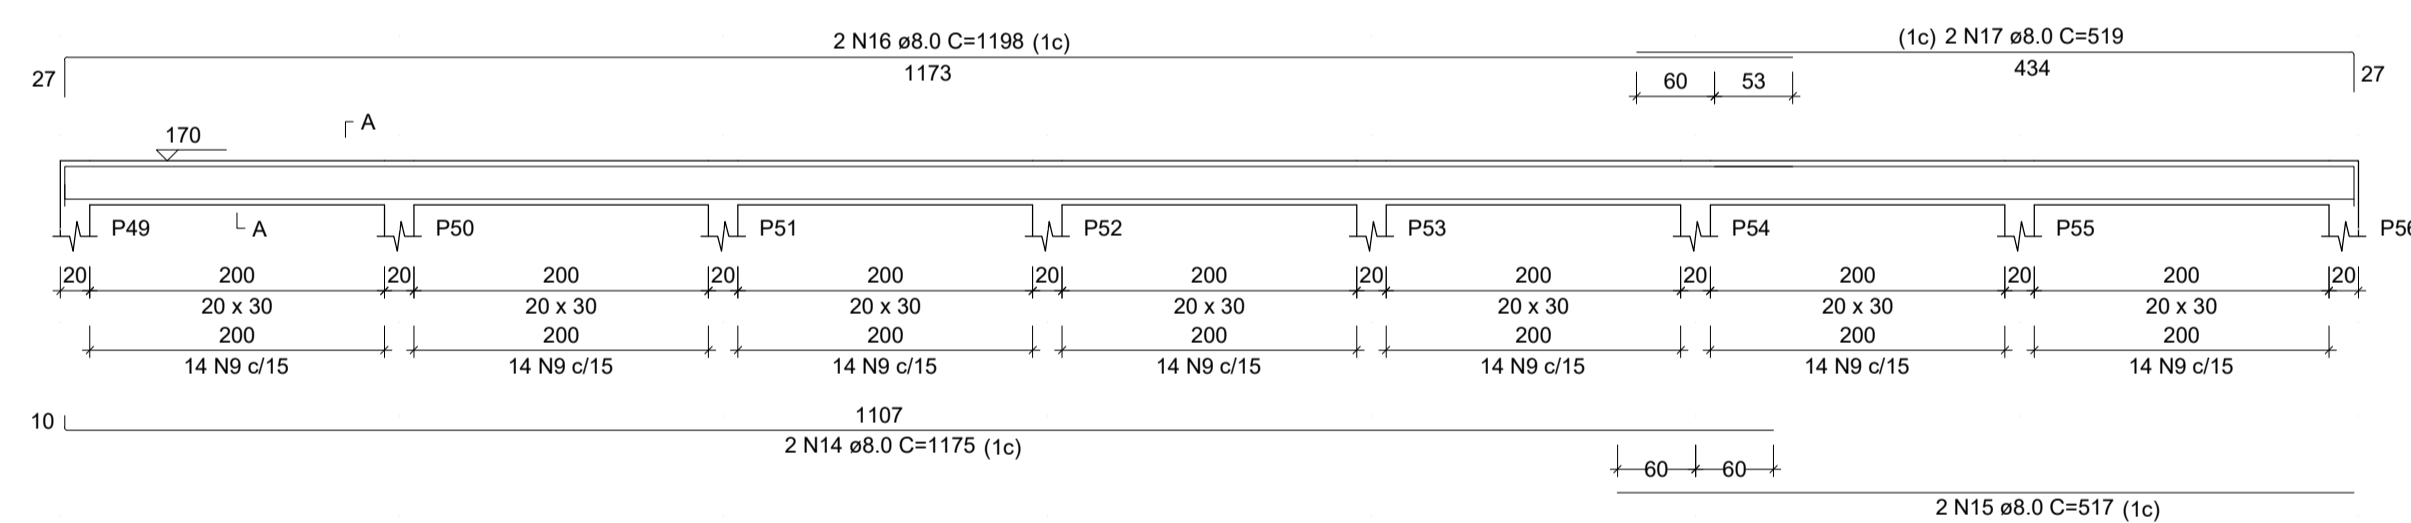 2 N16 ø8.0 C=1198 (1c)
(1c) 2 N17 ø8.0 C=519
27
1173
60
53
434
27
A
170
P49
A
P50
P51
P52
P53
P54
P55
P56
20 200 20 200 20 200 20 200 20 200 20 200 20 200 20
20 x 30 20 x 30 20 x 30 20 x 30 20 x 30 20 x 30 20 x 30
200 200 200 200 200 200 200
14 N9 c/15 14 N9 c/15 14 N9 c/15 14 N9 c/15 14 N9 c/15 14 N9 c/15 14 N9 c/15
10
1107
2 N14 ø8.0 C=1175 (1c)
60 60
2 N15 ø8.0 C=517 (1c)